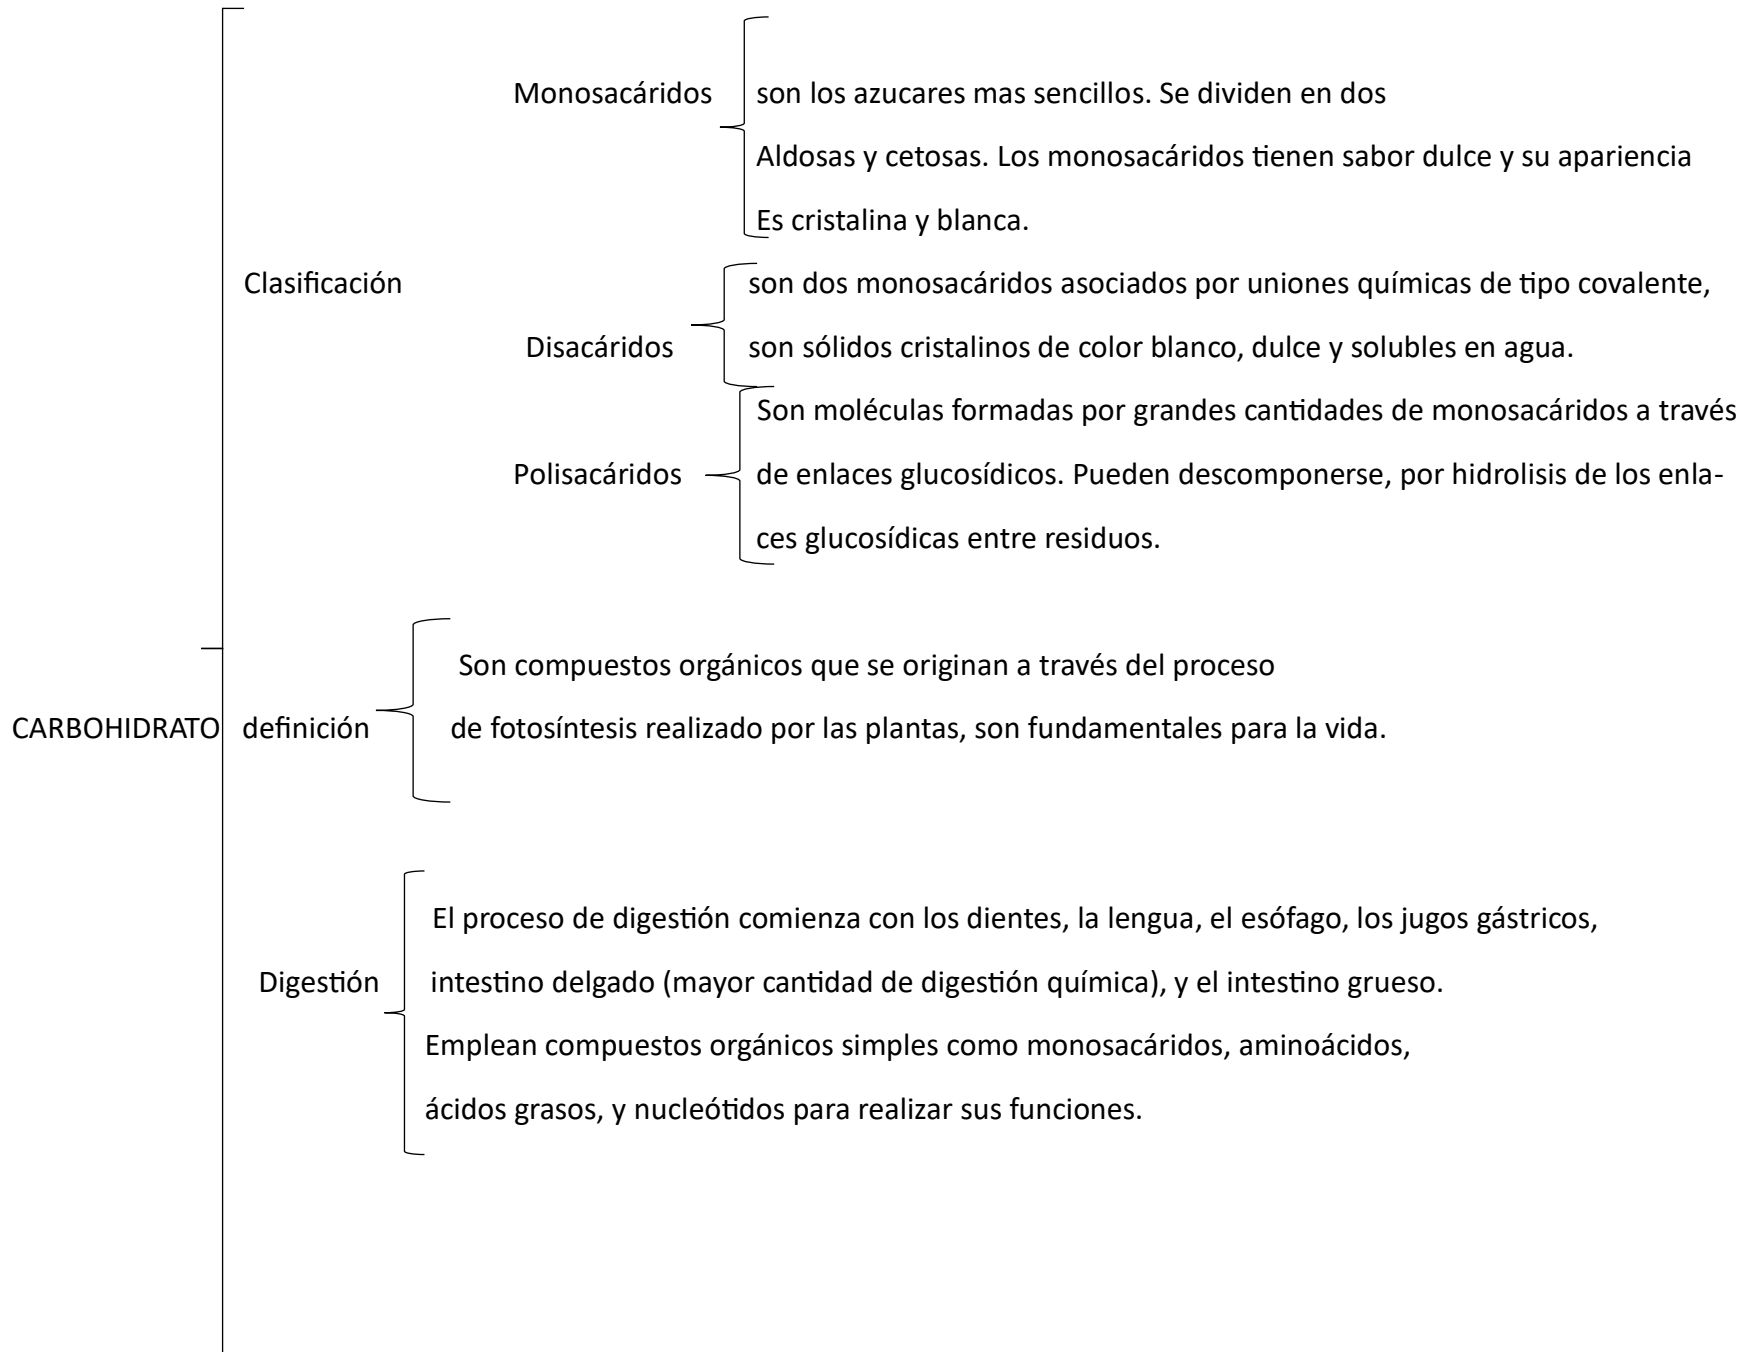 Monosacáridos son los azucares mas sencillos. Se dividen en dos
Aldosas y cetosas. Los monosacáridos tienen sabor dulce y su apariencia
Es cristalina y blanca.
Clasificación son dos monosacáridos asociados por uniones químicas de tipo covalente,
Disacáridos son sólidos cristalinos de color blanco, dulce y solubles en agua.
Son moléculas formadas por grandes cantidades de monosacáridos a través
Polisacáridos de enlaces glucosídicos. Pueden descomponerse, por hidrolisis de los enla-
ces glucosídicas entre residuos.
Son compuestos orgánicos que se originan a través del proceso
CARBOHIDRATO definición de fotosíntesis realizado por las plantas, son fundamentales para la vida.
El proceso de digestión comienza con los dientes, la lengua, el esófago, los jugos gástricos,
Digestión intestino delgado (mayor cantidad de digestión química), y el intestino grueso.
Emplean compuestos orgánicos simples como monosacáridos, aminoácidos,
ácidos grasos, y nucleótidos para realizar sus funciones.